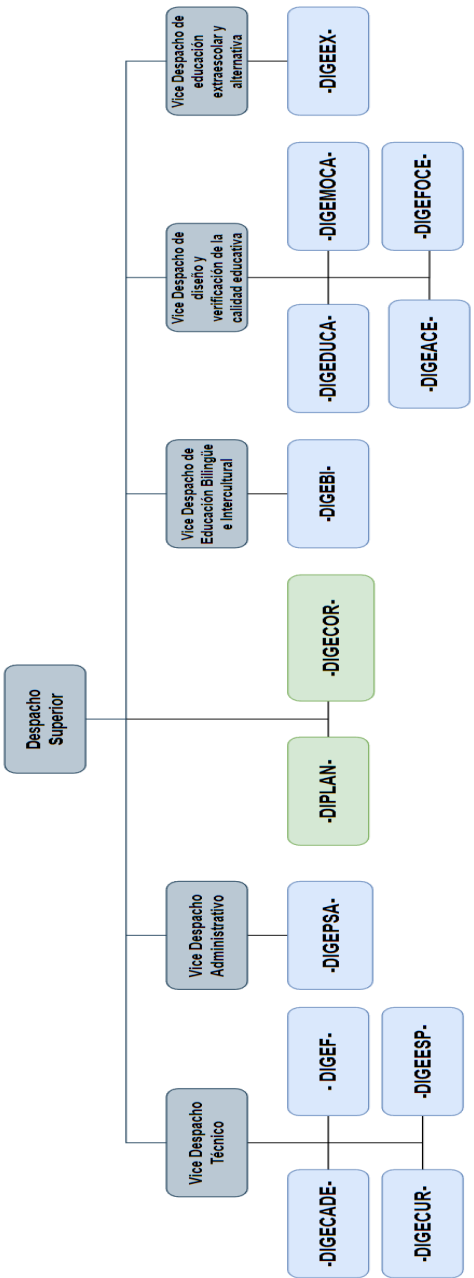 Despacho
Superior
Vice Despacho
Técnico
Vice Despacho
Administrativo
Vice Despacho de
Educación Bilingüe
e Intercultural
Vice Despacho de
diseño y
verificación de la
calidad educativa
Vice Despacho de
educación
extraescolar y
alternativa
-DIGECADE-
- DIGEF-
-DIGEPSA-
-DIPLAN-
-DIGECOR-
-DIGEBI-
-DIGEDUCA-
-DIGEMOCA-
-DIGEEX-
-DIGECUR-
-DIGEESP-
-DIGEACE-
-DIGEFOCE-